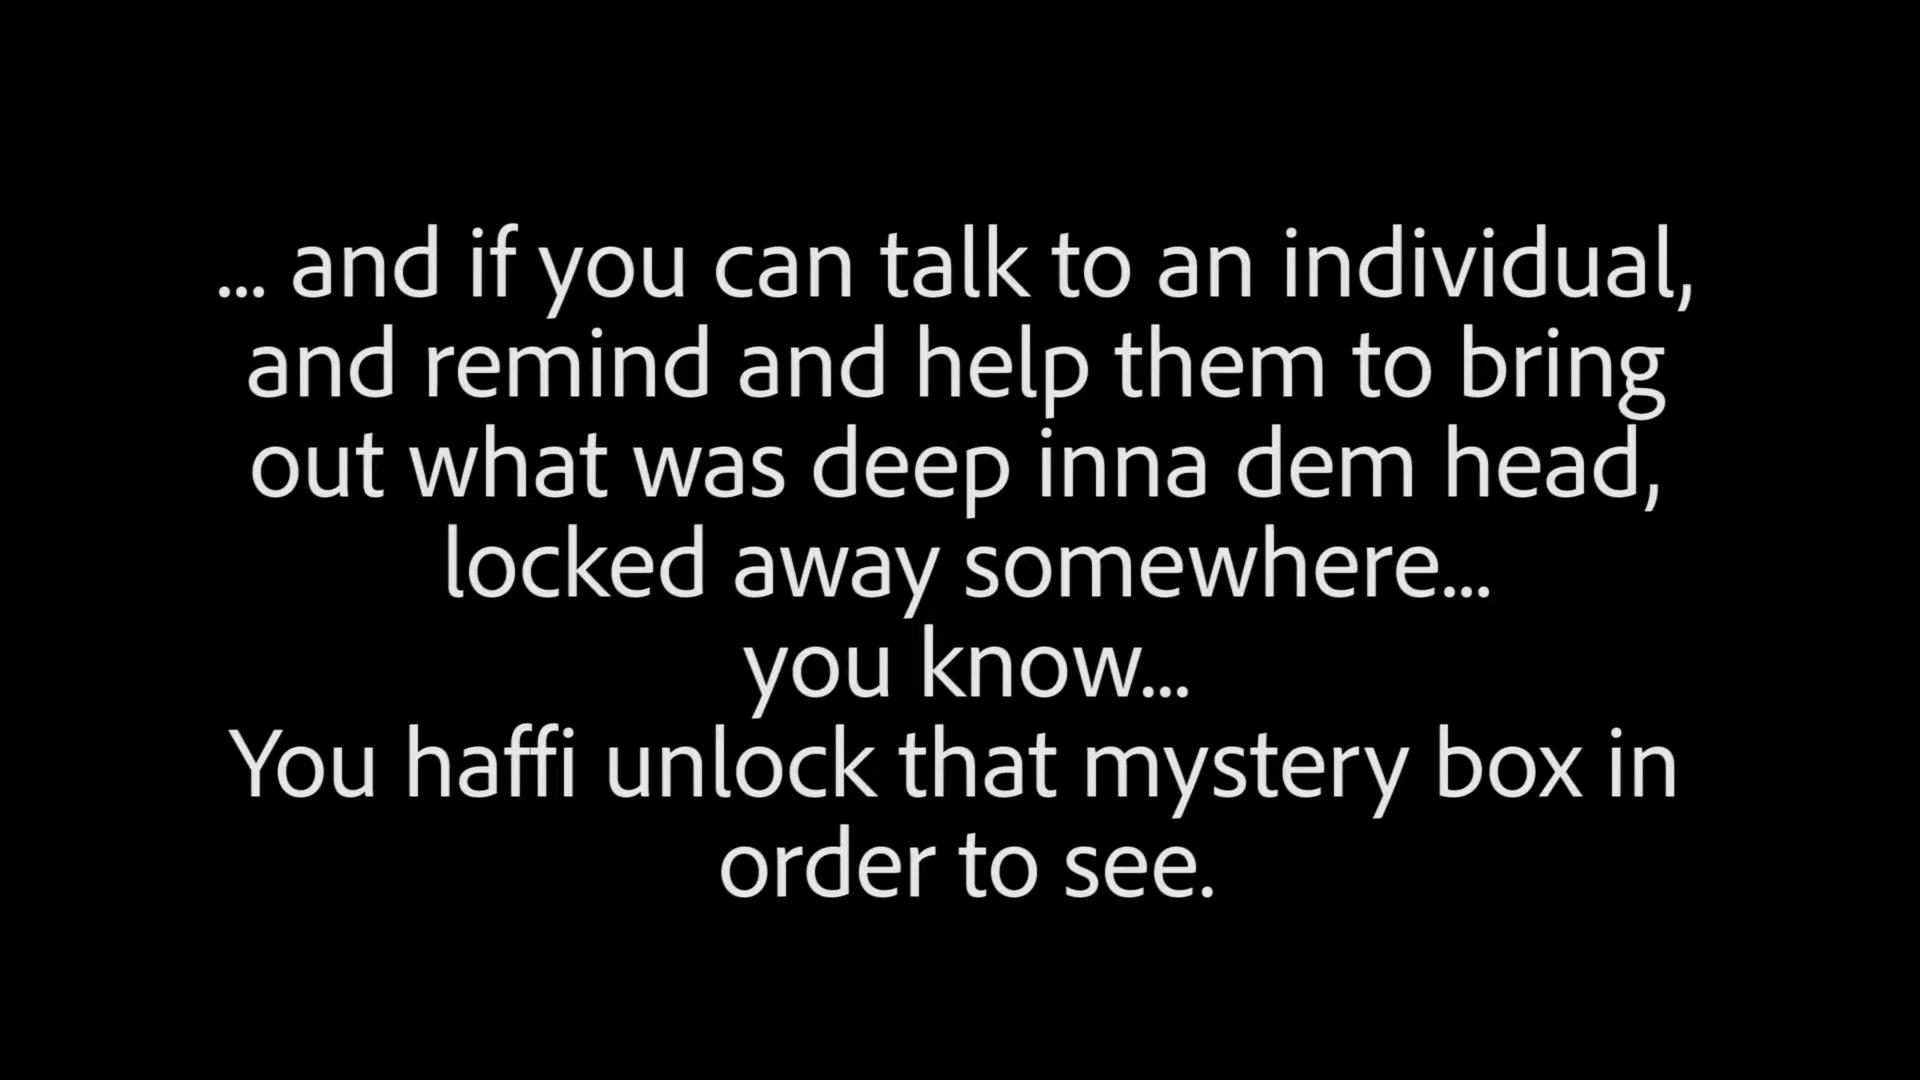 ... and if you can talk to an individual,
and remind and help them to bring
out what was deep inna dem head,
locked away somewhere...
you know...
You haffi unlock that mystery box in
order to see.